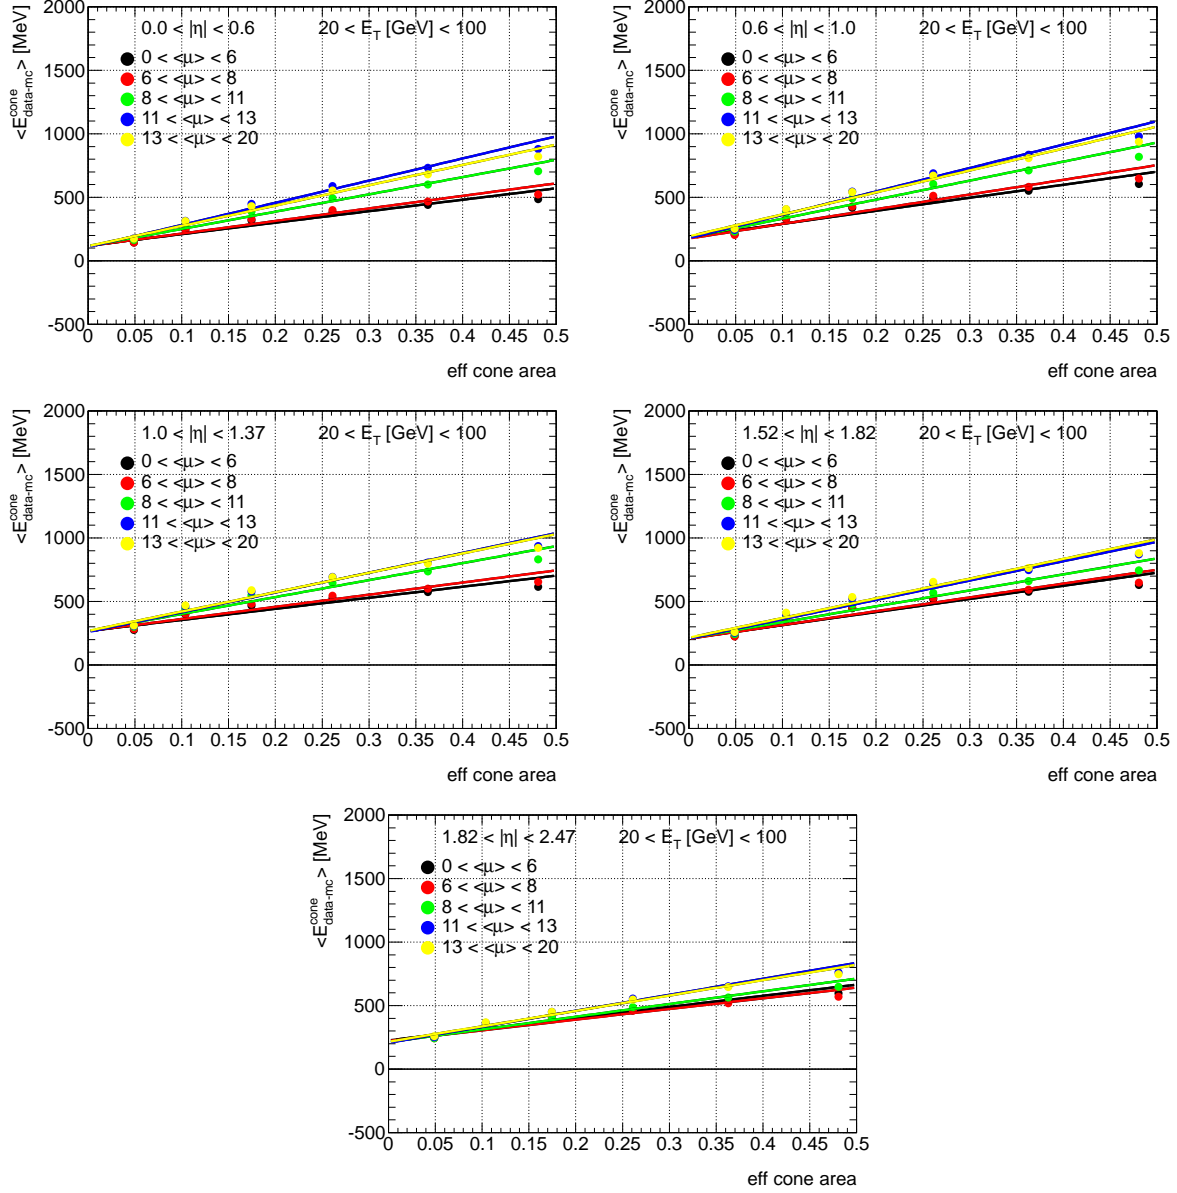 <E^cone_data-mc> [MeV]
2000
1500
1000
500
0
-500
0.0 < |η| < 0.6 20 < E_T [GeV] < 100
0 < <μ> < 6
6 < <μ> < 8
8 < <μ> < 11
11 < <μ> < 13
13 < <μ> < 20
0 0.05 0.1 0.15 0.2 0.25 0.3 0.35 0.4 0.45 0.5
eff cone area
<E^cone_data-mc> [MeV]
2000
1500
1000
500
0
-500
0.6 < |η| < 1.0 20 < E_T [GeV] < 100
0 < <μ> < 6
6 < <μ> < 8
8 < <μ> < 11
11 < <μ> < 13
13 < <μ> < 20
0 0.05 0.1 0.15 0.2 0.25 0.3 0.35 0.4 0.45 0.5
eff cone area
<E^cone_data-mc> [MeV]
2000
1500
1000
500
0
-500
1.0 < |η| < 1.37 20 < E_T [GeV] < 100
0 < <μ> < 6
6 < <μ> < 8
8 < <μ> < 11
11 < <μ> < 13
13 < <μ> < 20
0 0.05 0.1 0.15 0.2 0.25 0.3 0.35 0.4 0.45 0.5
eff cone area
<E^cone_data-mc> [MeV]
2000
1500
1000
500
0
-500
1.52 < |η| < 1.82 20 < E_T [GeV] < 100
0 < <μ> < 6
6 < <μ> < 8
8 < <μ> < 11
11 < <μ> < 13
13 < <μ> < 20
0 0.05 0.1 0.15 0.2 0.25 0.3 0.35 0.4 0.45 0.5
eff cone area
<E^cone_data-mc> [MeV]
2000
1500
1000
500
0
-500
1.82 < |η| < 2.47 20 < E_T [GeV] < 100
0 < <μ> < 6
6 < <μ> < 8
8 < <μ> < 11
11 < <μ> < 13
13 < <μ> < 20
0 0.05 0.1 0.15 0.2 0.25 0.3 0.35 0.4 0.45 0.5
eff cone area